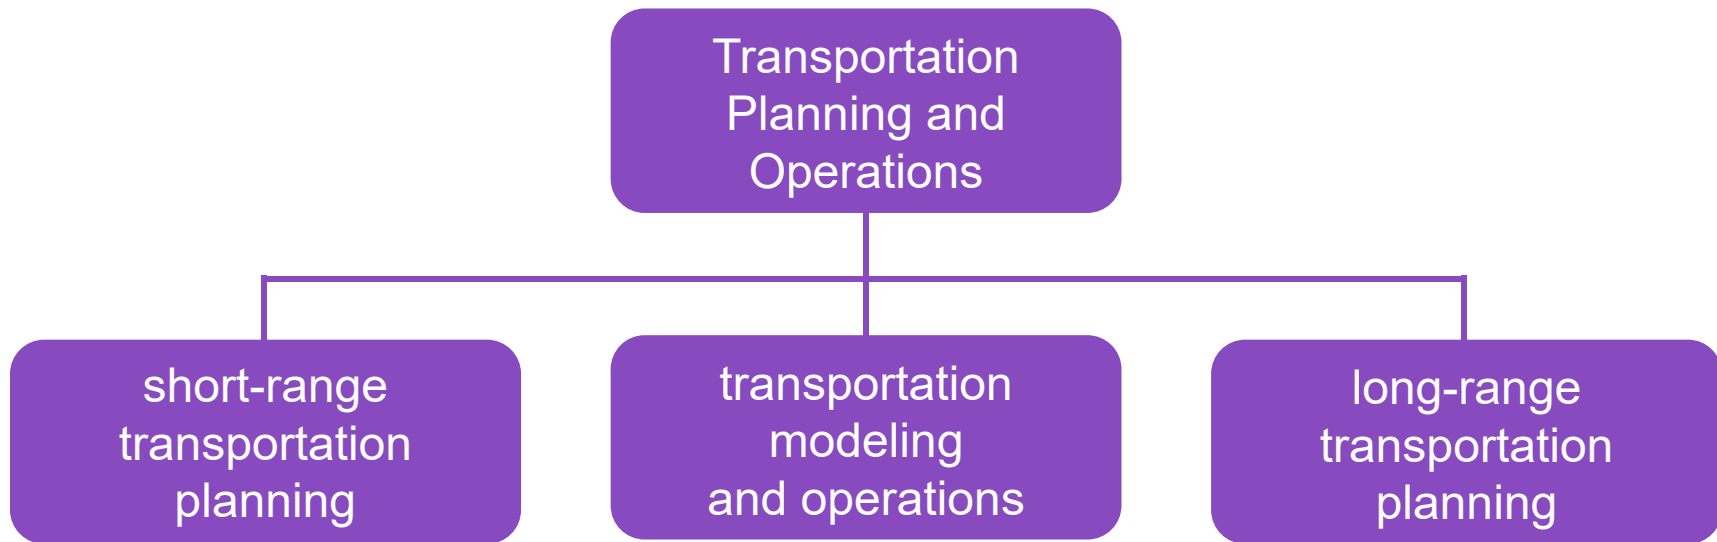 Transportation
Planning and
Operations
short-range
transportation
planning
transportation
modeling
and operations
long-range
transportation
planning